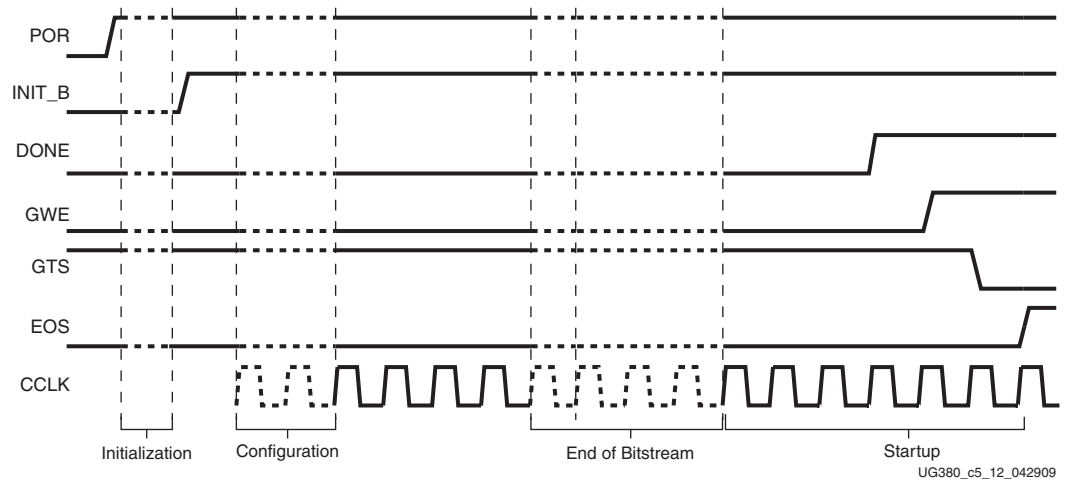 POR
INIT_B
DONE
GWE
GTS
EOS
CCLK
Initialization
Configuration
End of Bitstream
Startup
UG380_c5_12_042909